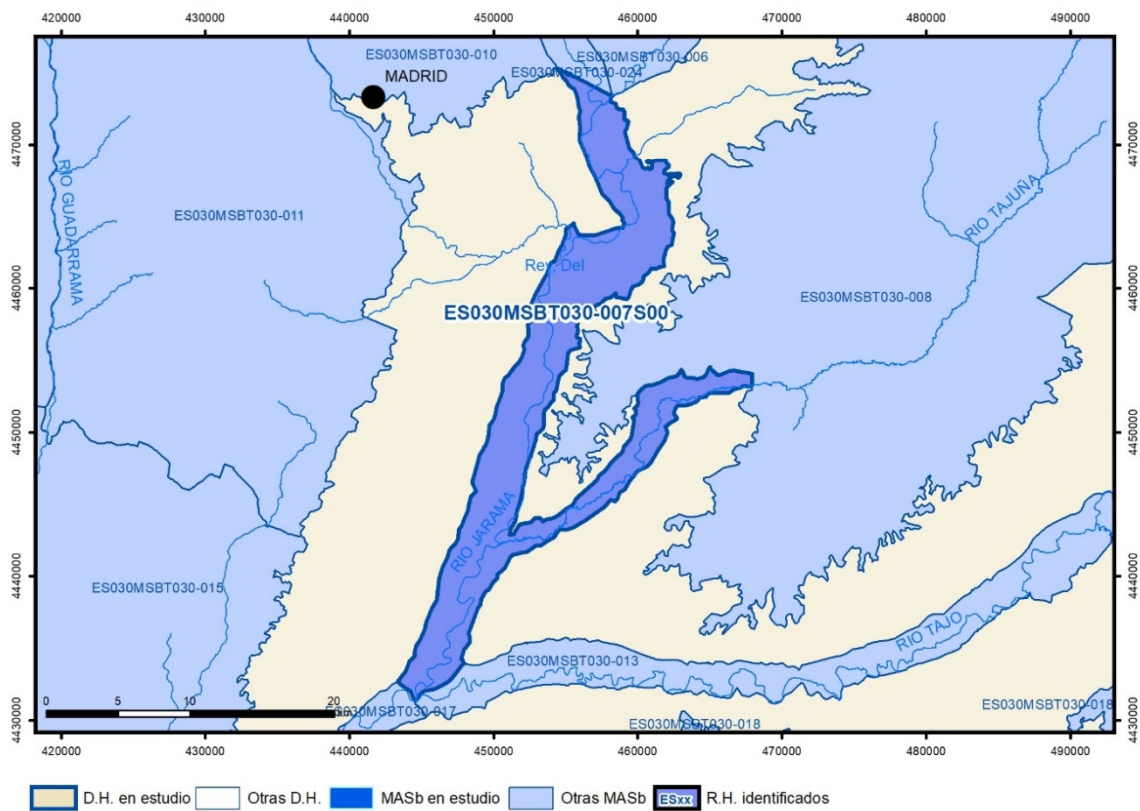 420000 430000 440000 450000 460000 470000 480000 490000
ES030MSBT030-010
ES030MSBT030-006
ES030MSBT030-024
MADRID
4470000 4470000
RIO GUADARRAMA
RIO TAJUÑA
ES030MSBT030-011
Rey, Del
4460000 4460000
ES030MSBT030-008
ES030MSBT030-007S00
4450000 4450000
RIO JARAMA
4440000 4440000
ES030MSBT030-015
RIO TAJO
ES030MSBT030-013
0 5 10 20
ES030MSBT030-017
ES030MSBT030-018
ES030MSBT030-018
4430000 4430000
420000 430000 440000 450000 460000 470000 480000 490000
D.H. en estudio Otras D.H. MASb en estudio Otras MASb ESxx R.H. identificados